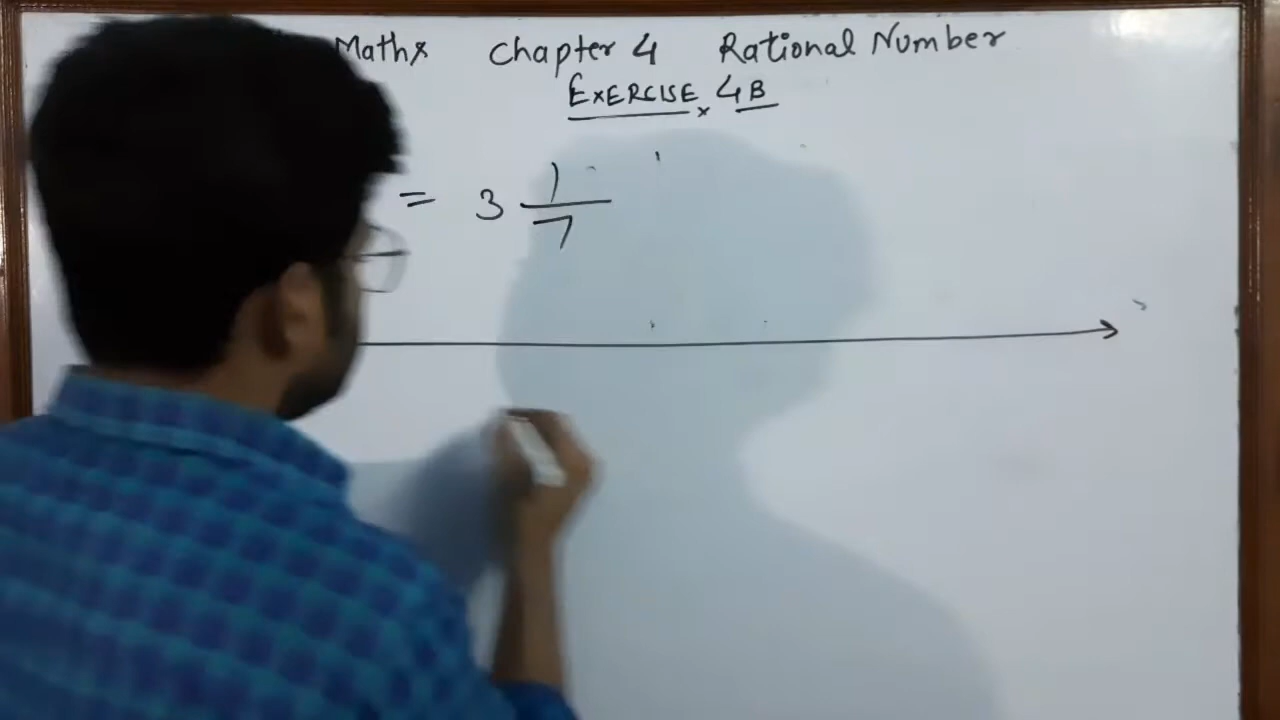 Maths Chapter 4 Rational Number
EXERCISE 4B
= 3 1/7